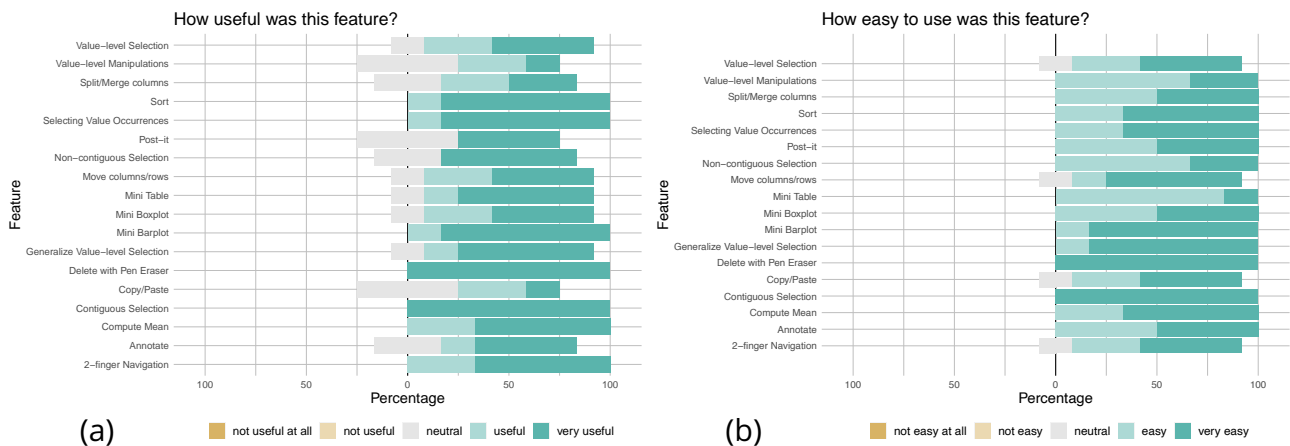 How useful was this feature?
Value−level Selection
Value−level Manipulations
Split/Merge columns
Sort
Selecting Value Occurrences
Post−it
Non−contiguous Selection
Move columns/rows
Mini Table
Mini Boxplot
Mini Barplot
Generalize Value−level Selection
Delete with Pen Eraser
Copy/Paste
Contiguous Selection
Compute Mean
Annotate
2−finger Navigation
Feature
100 50 0 50 100
Percentage
(a)
not useful at all not useful neutral useful very useful
How easy to use was this feature?
Value−level Selection
Value−level Manipulations
Split/Merge columns
Sort
Selecting Value Occurrences
Post−it
Non−contiguous Selection
Move columns/rows
Mini Table
Mini Boxplot
Mini Barplot
Generalize Value−level Selection
Delete with Pen Eraser
Copy/Paste
Contiguous Selection
Compute Mean
Annotate
2−finger Navigation
Feature
100 50 0 50 100
Percentage
(b)
not easy at all not easy neutral easy very easy